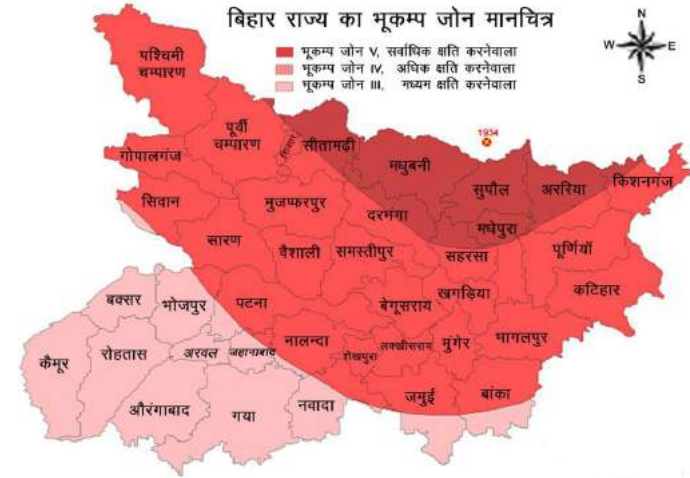 बिहार राज्य का भूकम्प जोन मानचित्र
भूकम्प जोन V, सर्वाधिक क्षति करनेवाला
भूकम्प जोन IV, अधिक क्षति करनेवाला
भूकम्प जोन III, मध्यम क्षति करनेवाला
N
W E
S
पश्चिमी
चम्पारण
पूर्वी
चम्पारण
सीतामढ़ी
1934
गोपालगंज
मधुबनी
सुपौल
अररिया
किशनगंज
सिवान
मुजफ्फरपुर
दरभंगा
मधेपुरा
सारण
वैशाली
समस्तीपुर
सहरसा
पूर्णियाँ
बक्सर
भोजपुर
पटना
बेगूसराय
खगड़िया
कटिहार
कैमूर
रोहतास
अरवल
जहानाबाद
नालन्दा
शेखपुरा
लक्खीसराय
मुंगेर
भागलपुर
औरंगाबाद
गया
नवादा
जमुई
बांका